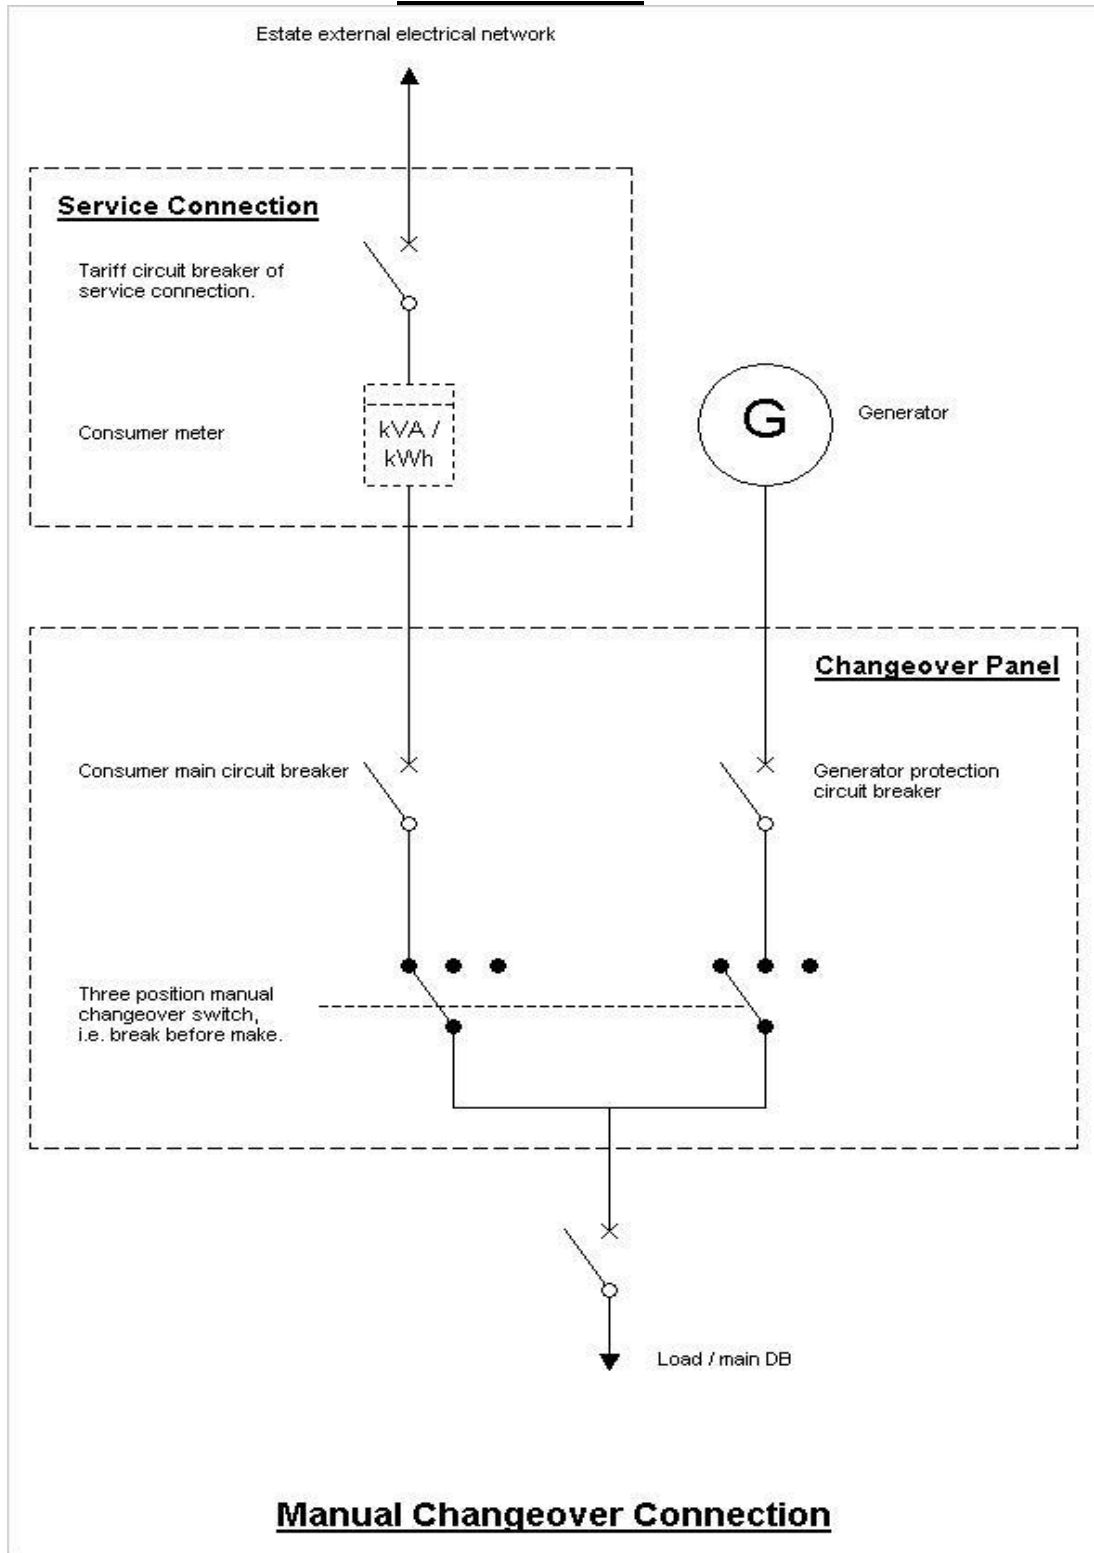 Estate external electrical network
Service Connection
Tariff circuit breaker of
service connection.
Consumer meter
kVA /
kWh
G
Generator
Changeover Panel
Consumer main circuit breaker
Generator protection
circuit breaker
Three position manual
changeover switch,
i.e. break before make.
Load / main DB
Manual Changeover Connection